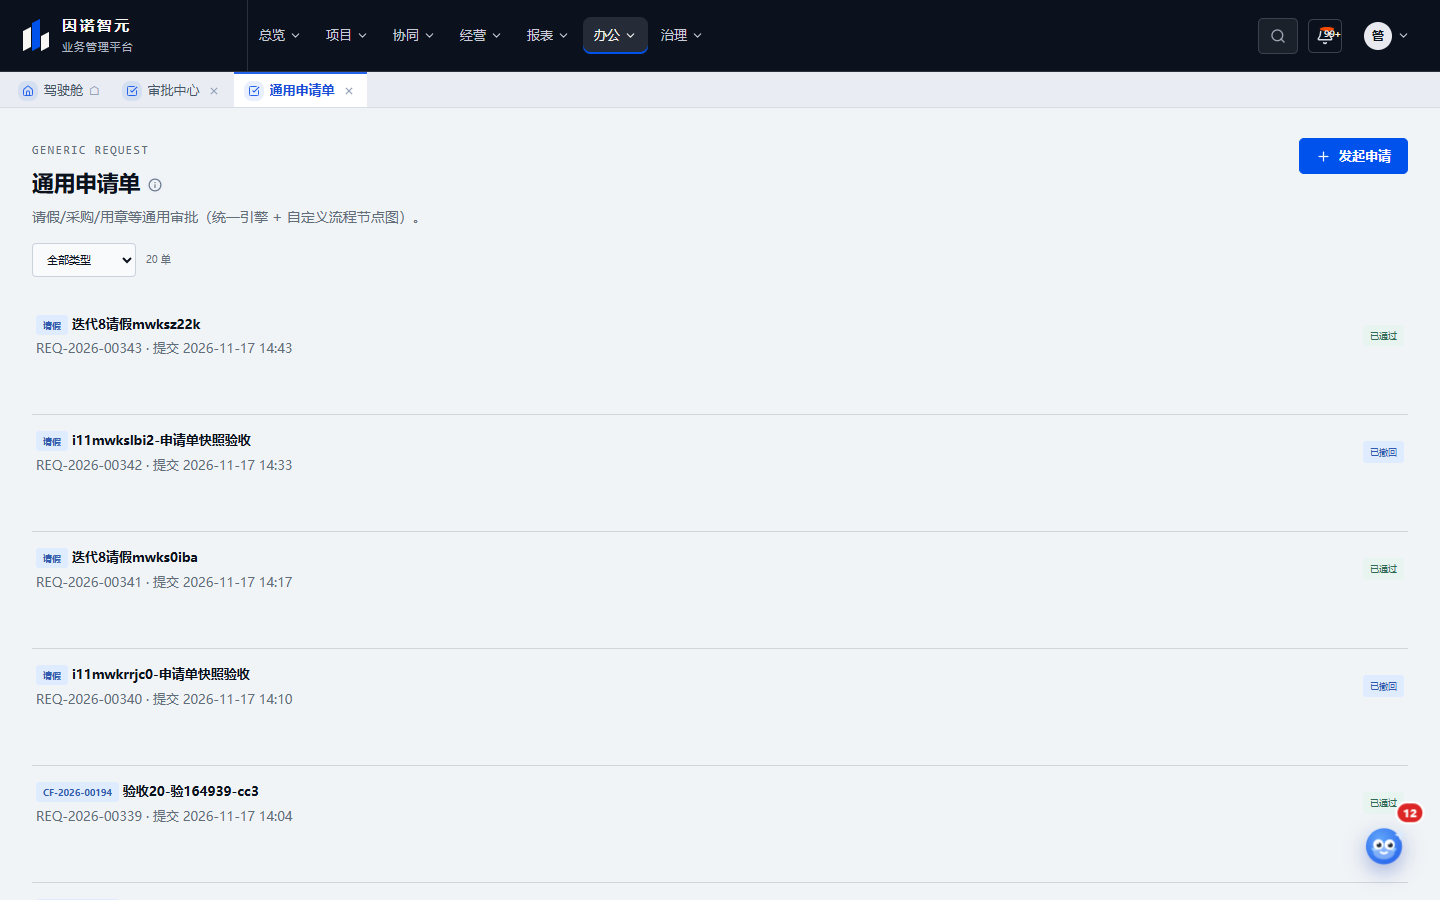 因诺智元
业务管理平台
总览
项目
协同
经营
报表
办公
治理
99+
管
驾驶舱
审批中心
通用申请单
GENERIC REQUEST
通用申请单
请假/采购/用章等通用审批（统一引擎 + 自定义流程节点图）。
发起申请
全部类型
20 单
请假 迭代8请假mwksz22k
REQ-2026-00343 · 提交 2026-11-17 14:43
已通过
请假 i11mwkslbi2-申请单快照验收
REQ-2026-00342 · 提交 2026-11-17 14:33
已撤回
请假 迭代8请假mwks0iba
REQ-2026-00341 · 提交 2026-11-17 14:17
已通过
请假 i11mwkrrjc0-申请单快照验收
REQ-2026-00340 · 提交 2026-11-17 14:10
已撤回
CF-2026-00194 验收20-验164939-cc3
REQ-2026-00339 · 提交 2026-11-17 14:04
已通过
12